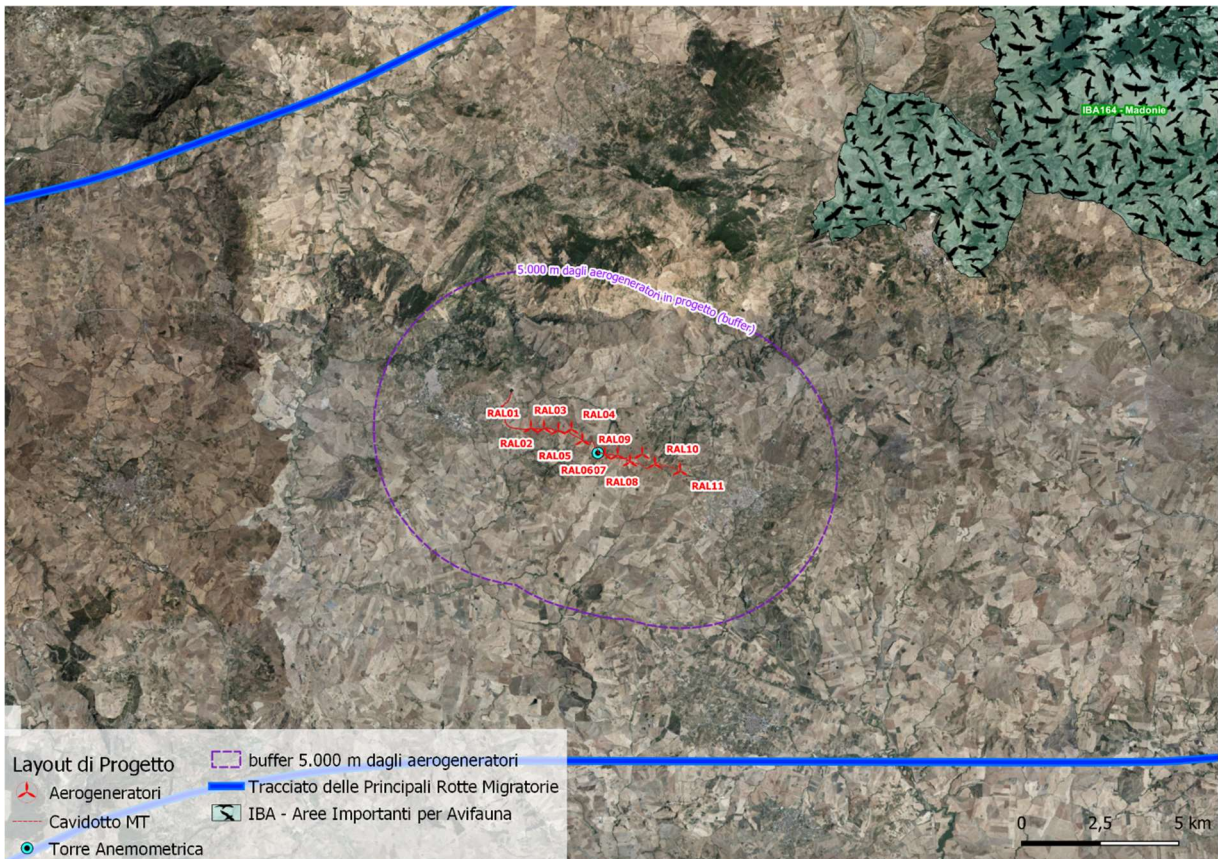 IBA164 - Madonie
5.000 m dagli aerogeneratori in progetto (buffer)
RAL01
RAL03
RAL04
RAL02
RAL09
RAL05
RAL10
RAL0607
RAL08
RAL11
Layout di Progetto
Aerogeneratori
Cavidotto MT
Torre Anemometrica
buffer 5.000 m dagli aerogeneratori
Tracciato delle Principali Rotte Migratorie
IBA - Aree Importanti per Avifauna
0 2,5 5 km